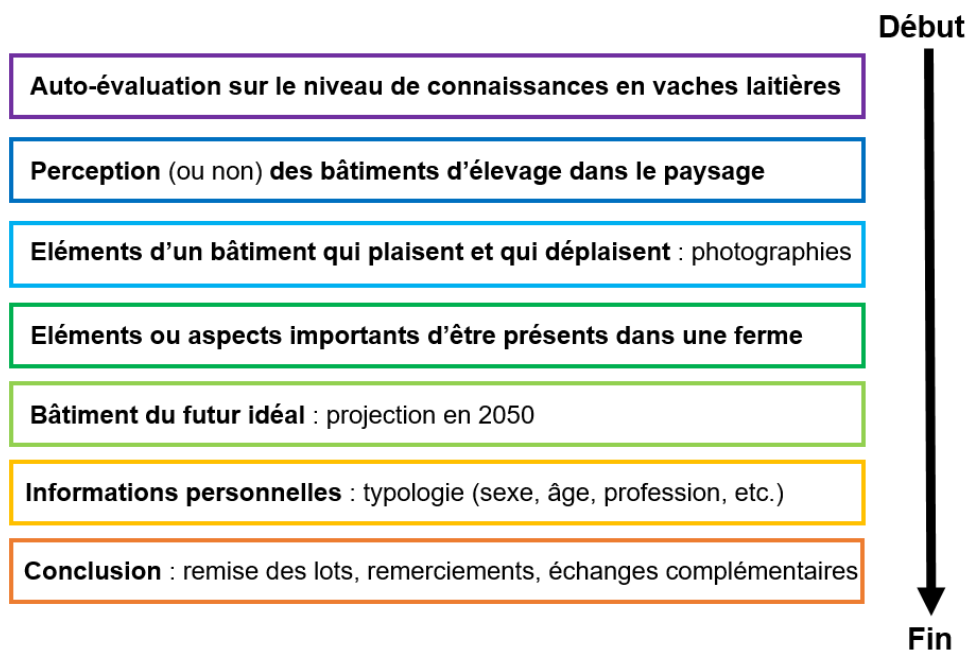 Début
Auto-évaluation sur le niveau de connaissances en vaches laitières
Perception (ou non) des bâtiments d’élevage dans le paysage
Eléments d’un bâtiment qui plaisent et qui déplaisent : photographies
Eléments ou aspects importants d’être présents dans une ferme
Bâtiment du futur idéal : projection en 2050
Informations personnelles : typologie (sexe, âge, profession, etc.)
Conclusion : remise des lots, remerciements, échanges complémentaires
Fin